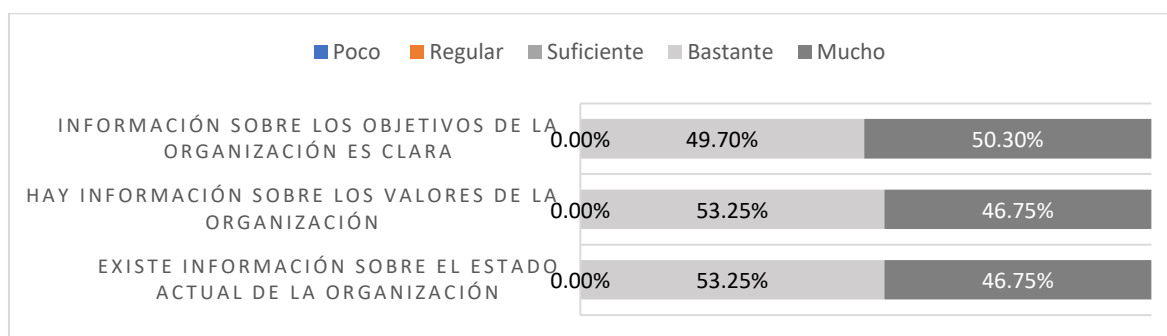 Poco Regular Suficiente Bastante Mucho
INFORMACIÓN SOBRE LOS OBJETIVOS DE LA
ORGANIZACIÓN ES CLARA
0.00% 49.70% 50.30%
HAY INFORMACIÓN SOBRE LOS VALORES DE LA
ORGANIZACIÓN
0.00% 53.25% 46.75%
EXISTE INFORMACIÓN SOBRE EL ESTADO
ACTUAL DE LA ORGANIZACIÓN
0.00% 53.25% 46.75%